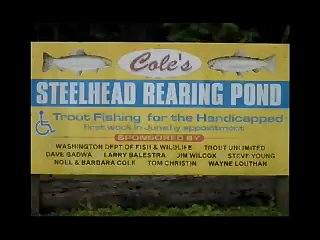 Cole's
STEELHEAD REARING POND
Trout Fishing for the Handicapped
first week in June by appointment
SPONSORED BY
WASHINGTON DEPT OF FISH & WILDLIFE TROUT UNLIMITED
DAVE GADWA LARRY BALESTRA JIM WILCOX STEVE YOUNG
NOLL & BARBARA COLE TOM CHRISTIN WAYNE LOUTHAN